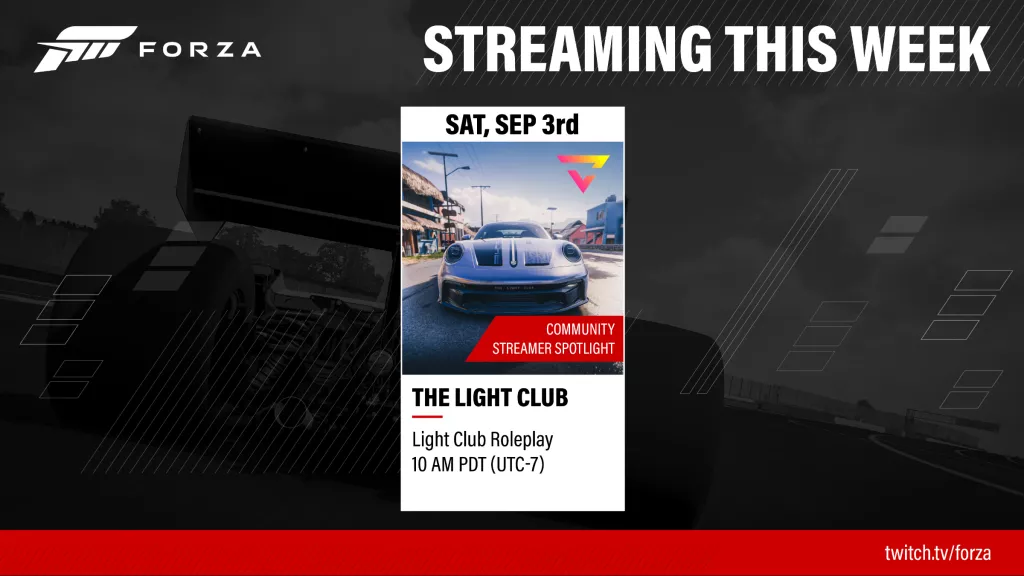 FORZA
STREAMING THIS WEEK
SAT, SEP 3rd
COMMUNITY
STREAMER SPOTLIGHT
THE LIGHT CLUB
Light Club Roleplay
10 AM PDT (UTC-7)
twitch.tv/forza